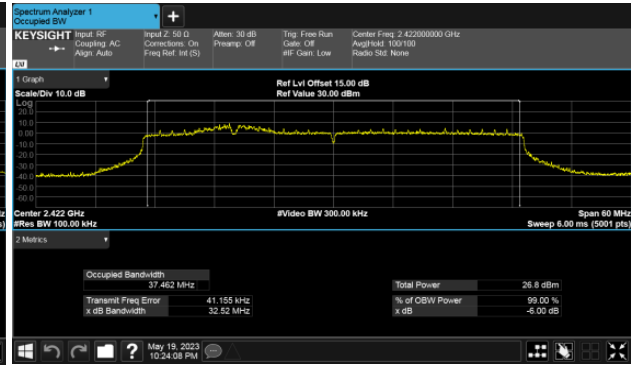 Spectrum Analyzer 1
Occupied BW
KEYSIGHT Input: RF Input Z: 50 Ω Atten: 30 dB Trig: Free Run Center Freq: 2.422000000 GHz
Coupling: AC Corrections: On Preamp: Off Gate: Off Avg|Hold: 100/100
Align: Auto Freq Ref: Int (S) #IF Gain: Low Radio Std: None
LXI
1 Graph
Ref Lvl Offset 15.00 dB
Scale/Div 10.0 dB Ref Value 30.00 dBm
Log
20.0
10.0
0.00
-10.0
-20.0
-30.0
-40.0
-50.0
-60.0
Center 2.422 GHz #Video BW 300.00 kHz Span 60 MHz
#Res BW 100.00 kHz Sweep 6.00 ms (5001 pts)
2 Metrics
Occupied Bandwidth
37.462 MHz Total Power 26.8 dBm
Transmit Freq Error 41.155 kHz % of OBW Power 99.00 %
x dB Bandwidth 32.52 MHz x dB -6.00 dB
? May 19, 2023
10:24:08 PM